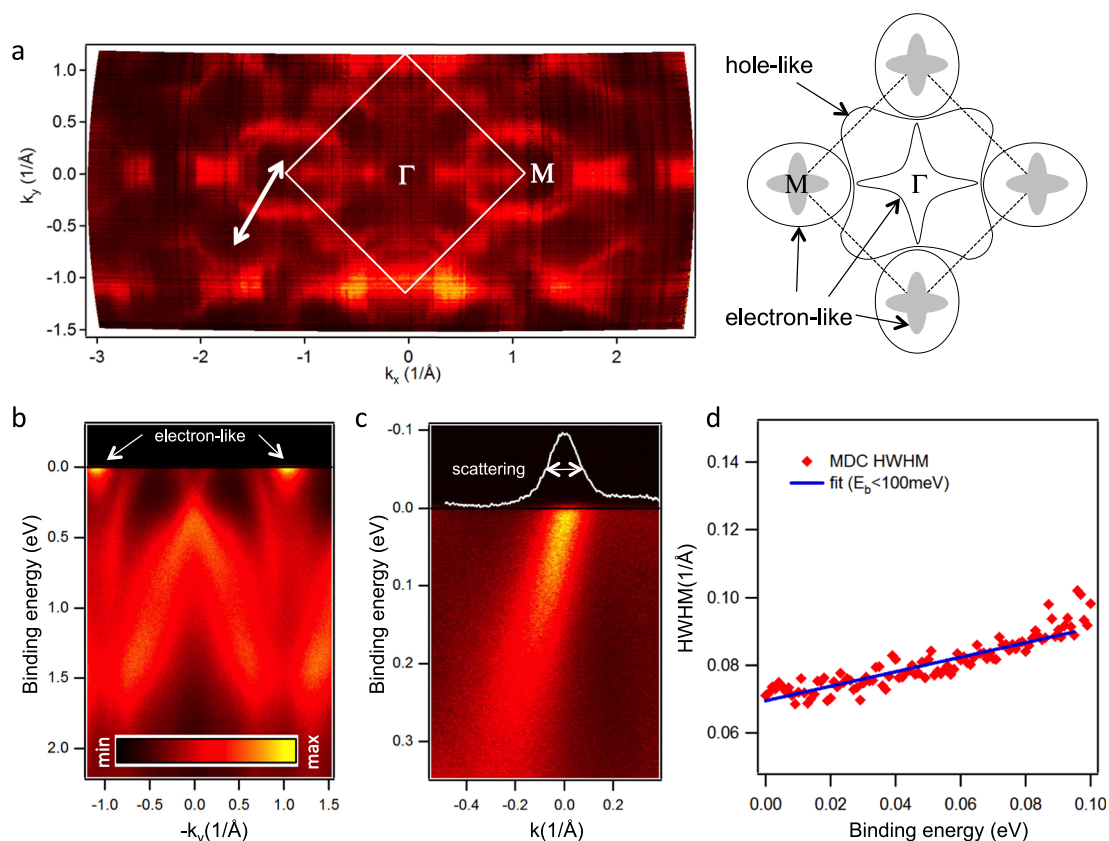 a
1.0
0.5
0.0
-0.5
-1.0
-1.5
k_y (1/Å)
Γ
M
-3
-2
-1
0
1
2
k_x (1/Å)
hole-like
M
Γ
electron-like
b
electron-like
0.0
0.5
1.0
1.5
2.0
Binding energy (eV)
min
max
-1.0
-0.5
0.0
0.5
1.0
1.5
-k_y(1/Å)
c
-0.1
0.0
0.1
0.2
0.3
Binding energy (eV)
scattering
-0.4
-0.2
0.0
0.2
k(1/Å)
d
0.14
0.12
0.10
0.08
0.06
HWHM(1/Å)
MDC HWHM
fit (E_b<100meV)
0.00
0.02
0.04
0.06
0.08
0.10
Binding energy (eV)